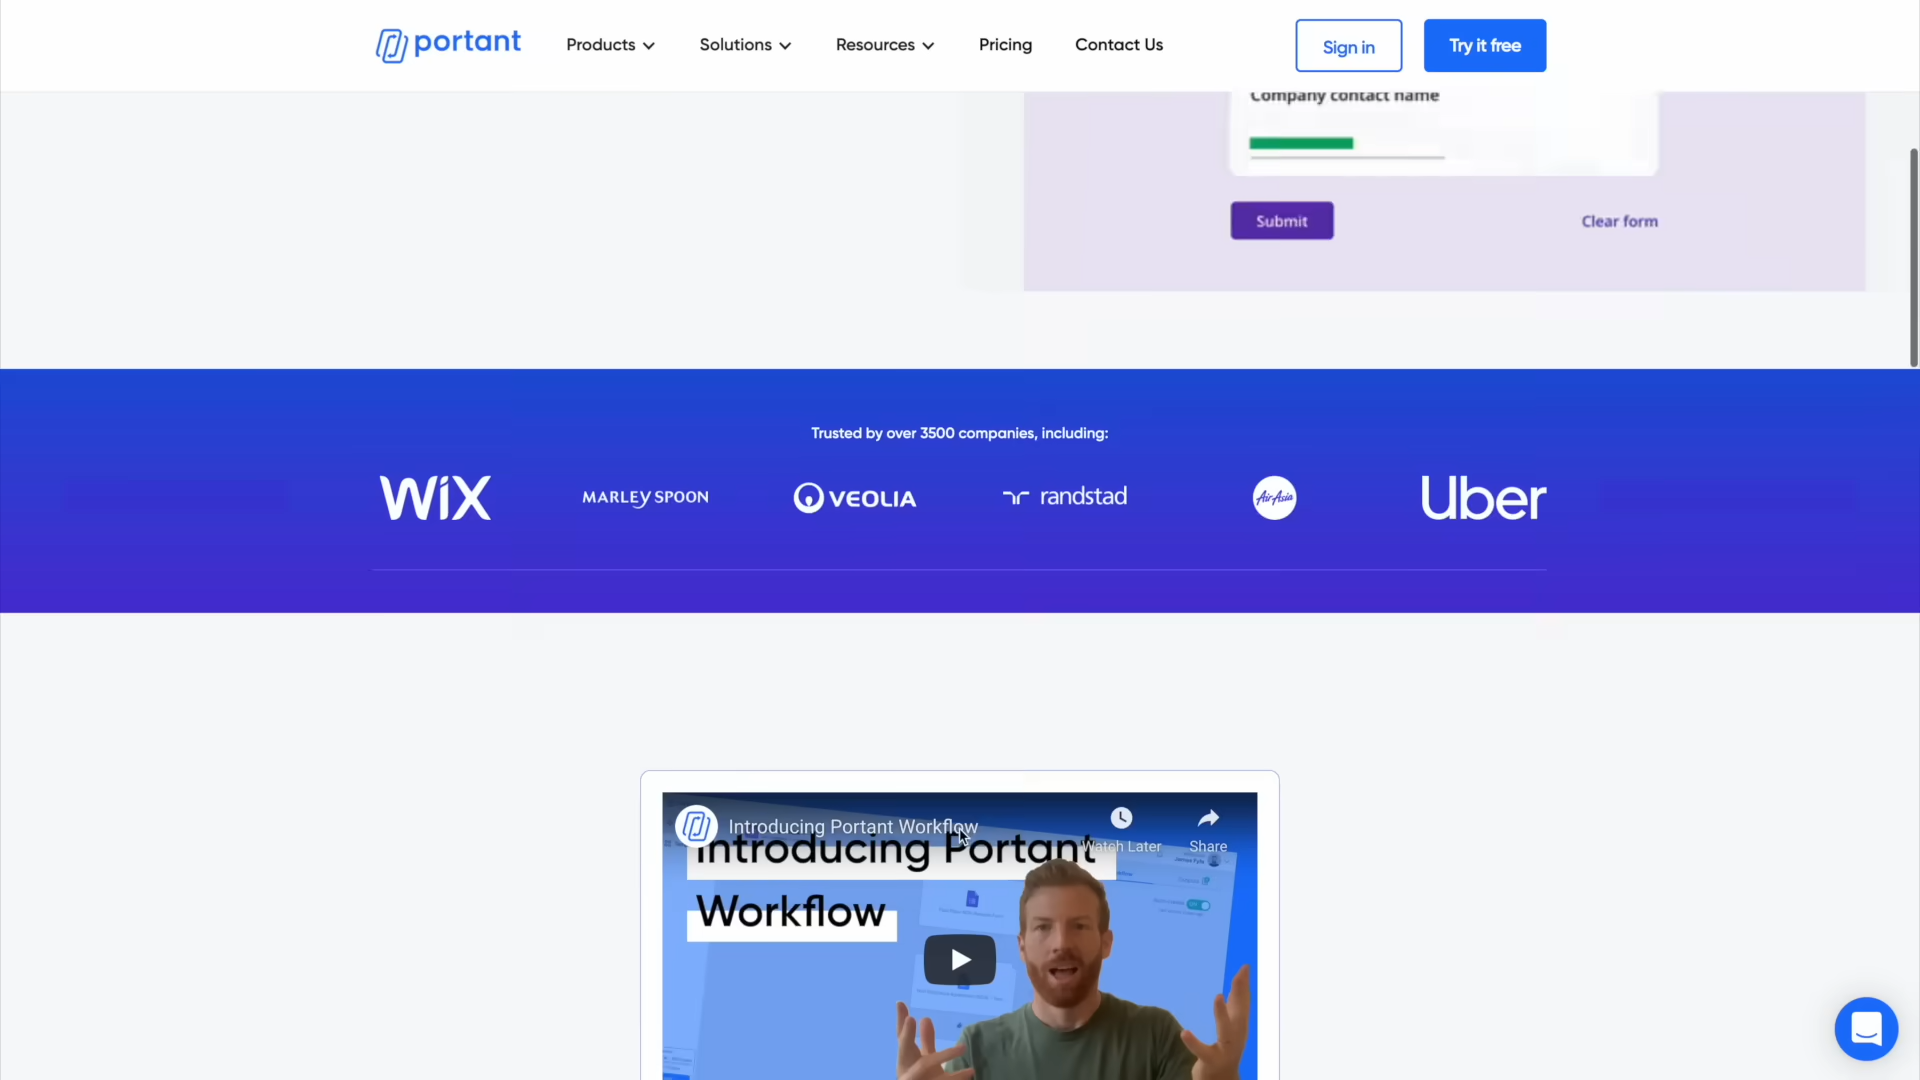 portant
Products
Solutions
Resources
Pricing
Contact Us
Sign in
Try it free
Company contact name
Submit
Clear form
Trusted by over 3500 companies, including:
WiX
MARLEY SPOON
VEOLIA
randstad
AirAsia
Uber
Introducing Portant Workflow
Watch Later
Share
Introducing Portant
Workflow